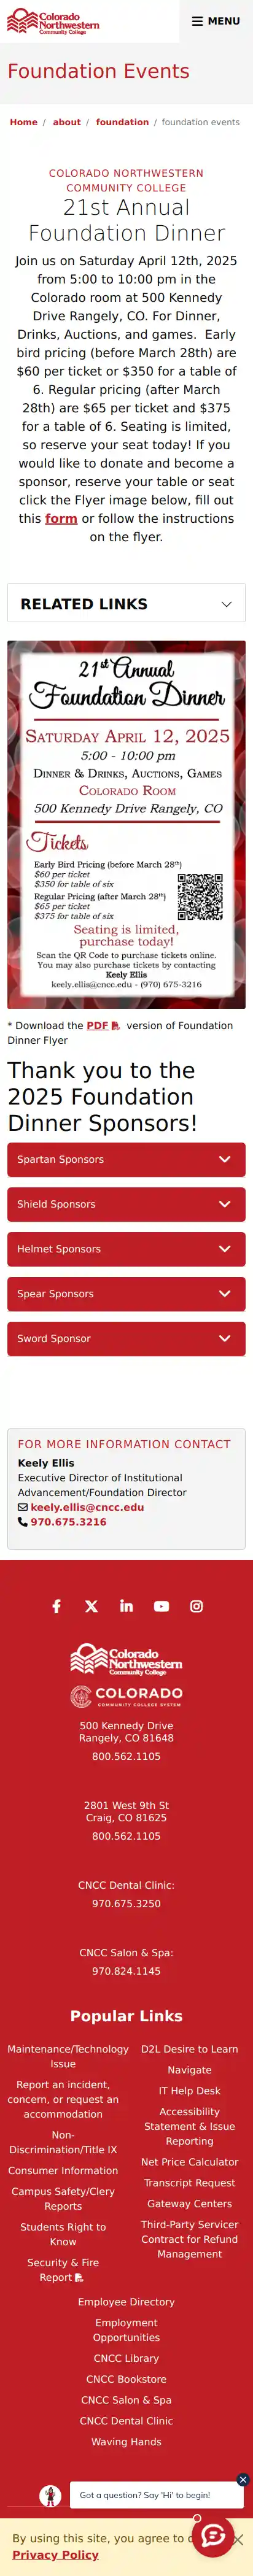 Colorado
Northwestern
Community College
MENU
Foundation Events
Home / about / foundation / foundation events
COLORADO NORTHWESTERN
COMMUNITY COLLEGE
21st Annual
Foundation Dinner
Join us on Saturday April 12th, 2025
from 5:00 to 10:00 pm in the
Colorado room at 500 Kennedy
Drive Rangely, CO. For Dinner,
Drinks, Auctions, and games. Early
bird pricing (before March 28th) are
$60 per ticket or $350 for a table of
6. Regular pricing (after March
28th) are $65 per ticket and $375
for a table of 6. Seating is limited,
so reserve your seat today! If you
would like to donate and become a
sponsor, reserve your table or seat
click the Flyer image below, fill out
this form or follow the instructions
on the flyer.
RELATED LINKS
21st Annual
Foundation Dinner
SATURDAY APRIL 12, 2025
5:00 - 10:00 pm
DINNER & DRINKS, AUCTIONS, GAMES
COLORADO ROOM
500 Kennedy Drive Rangely, CO
Tickets
Early Bird Pricing (before March 28th)
$60 per ticket
$350 for table of six
Regular Pricing (after March 28th)
$65 per ticket
$375 for table of six
Seating is limited,
purchase today!
Scan the QR Code to purchase tickets online.
You may also purchase tickets by contacting
Keely Ellis
keely.ellis@cncc.edu - (970) 675-3216
* Download the PDF version of Foundation
Dinner Flyer
Thank you to the
2025 Foundation
Dinner Sponsors!
Spartan Sponsors
Shield Sponsors
Helmet Sponsors
Spear Sponsors
Sword Sponsor
FOR MORE INFORMATION CONTACT
Keely Ellis
Executive Director of Institutional
Advancement/Foundation Director
keely.ellis@cncc.edu
970.675.3216
Colorado
Northwestern
Community College
COLORADO
COMMUNITY COLLEGE SYSTEM
500 Kennedy Drive
Rangely, CO 81648
800.562.1105
2801 West 9th St
Craig, CO 81625
800.562.1105
CNCC Dental Clinic:
970.675.3250
CNCC Salon & Spa:
970.824.1145
Popular Links
Maintenance/Technology
Issue
Report an incident,
concern, or request an
accommodation
Non-
Discrimination/Title IX
Consumer Information
Campus Safety/Clery
Reports
Students Right to
Know
Security & Fire
Report
D2L Desire to Learn
Navigate
IT Help Desk
Accessibility
Statement & Issue
Reporting
Net Price Calculator
Transcript Request
Gateway Centers
Third-Party Servicer
Contract for Refund
Management
Employee Directory
Employment
Opportunities
CNCC Library
CNCC Bookstore
CNCC Salon & Spa
CNCC Dental Clinic
Waving Hands
Got a question? Say 'Hi' to begin!
By using this site, you agree to
Privacy Policy